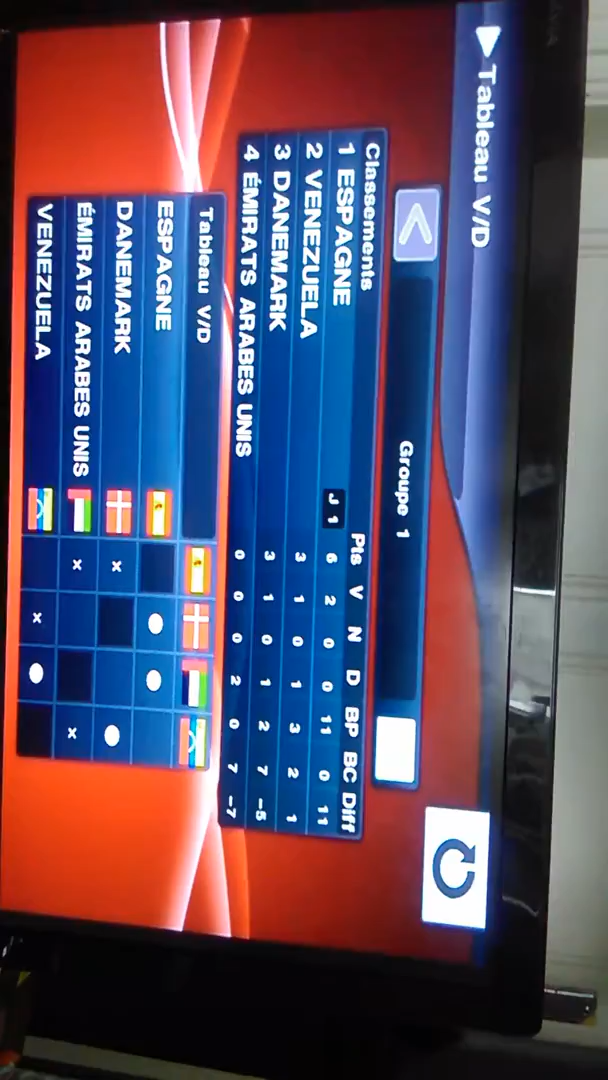 Tableau V/D
Groupe 1
Classements Pts V N D BP BC Diff
1 ESPAGNE J 1 6 2 0 0 11 0 11
2 VENEZUELA 3 1 0 1 3 2 1
3 DANEMARK 3 1 0 1 2 7 -5
4 ÉMIRATS ARABES UNIS 0 0 0 2 0 7 -7
Tableau V/D
ESPAGNE
DANEMARK ×
ÉMIRATS ARABES UNIS × ×
VENEZUELA ×